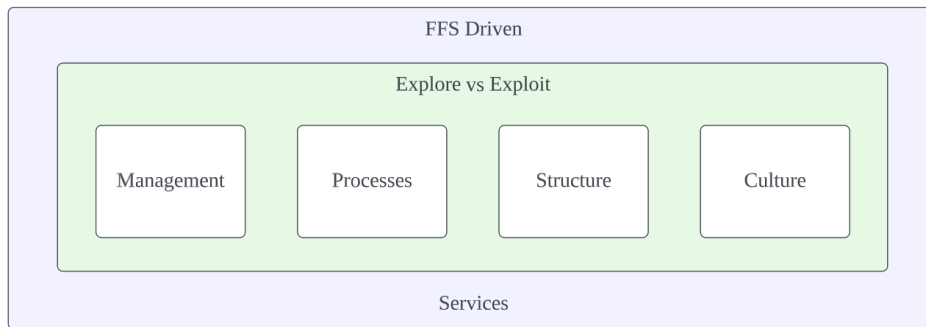 FFS Driven
Explore vs Exploit
Management
Processes
Structure
Culture
Services